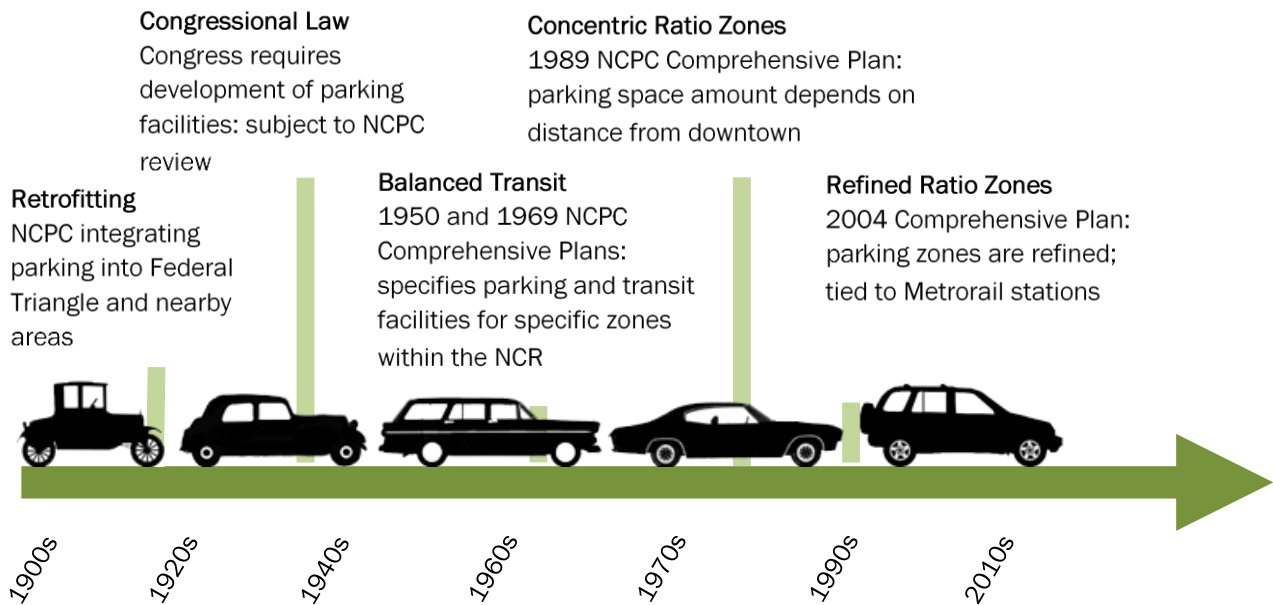 Congressional Law
Congress requires
development of parking
facilities: subject to NCPC
review
Concentric Ratio Zones
1989 NCPC Comprehensive Plan:
parking space amount depends on
distance from downtown
Retrofitting
NCPC integrating
parking into Federal
Triangle and nearby
areas
Balanced Transit
1950 and 1969 NCPC
Comprehensive Plans:
specifies parking and transit
facilities for specific zones
within the NCR
Refined Ratio Zones
2004 Comprehensive Plan:
parking zones are refined;
tied to Metrorail stations
1900s
1920s
1940s
1960s
1970s
1990s
2010s